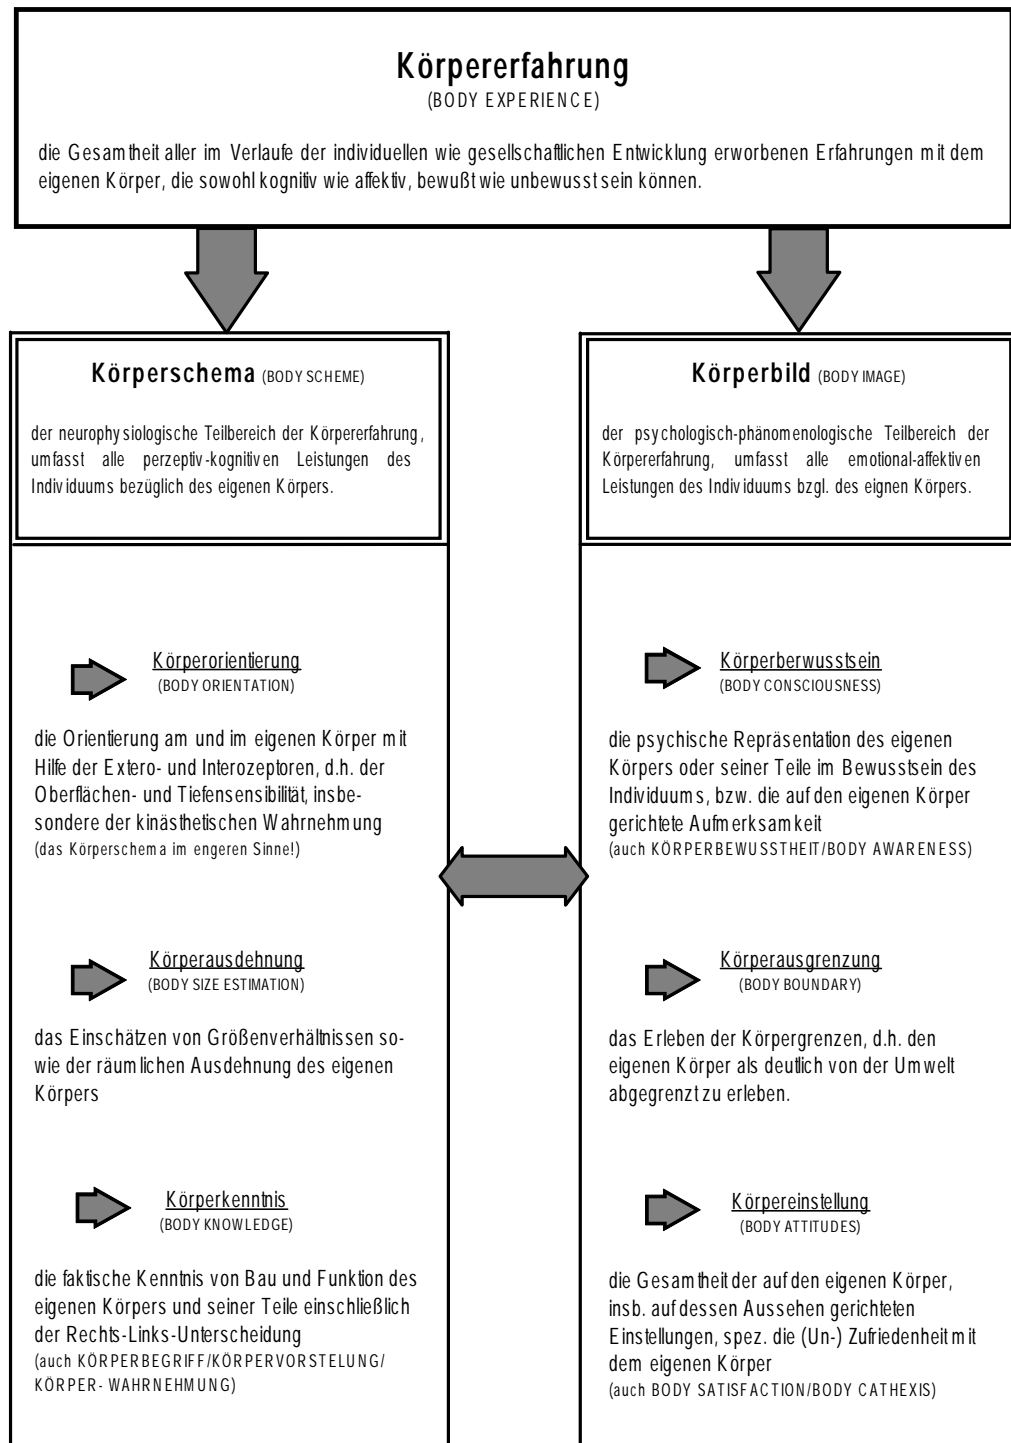 Körpererfahrung
(BODY EXPERIENCE)
die Gesamtheit aller im Verlaufe der individuellen wie gesellschaftlichen Entwicklung erworbenen Erfahrungen mit dem
eigenen Körper, die sowohl kognitiv wie affektiv, bewußt wie unbewusst sein können.
Körperschema (BODY SCHEME)
der neurophysiologische Teilbereich der Körpererfahrung,
umfasst alle perzeptiv-kognitiven Leistungen des
Individuums bezüglich des eigenen Körpers.
Körperorientierung
(BODY ORIENTATION)
die Orientierung am und im eigenen Körper mit
Hilfe der Extero- und Interozeptoren, d.h. der
Oberflächen- und Tiefensensibilität, insbe-
sondere der kinästhetischen Wahrnehmung
(das Körperschema im engeren Sinne!)
Körperausdehnung
(BODY SIZE ESTIMATION)
das Einschätzen von Größenverhältnissen so-
wie der räumlichen Ausdehnung des eigenen
Körpers
Körperkenntnis
(BODY KNOWLEDGE)
die faktische Kenntnis von Bau und Funktion des
eigenen Körpers und seiner Teile einschließlich
der Rechts-Links-Unterscheidung
(auch KÖRPERBEGRIFF/KÖRPERVORSTELUNG/
KÖRPER- WAHRNEHMUNG)
Körperbild (BODY IMAGE)
der psychologisch-phänomenologische Teilbereich der
Körpererfahrung, umfasst alle emotional-affektiven
Leistungen des Individuums bzgl. des eignen Körpers.
Körperberwusstsein
(BODY CONSCIOUSNESS)
die psychische Repräsentation des eigenen
Körpers oder seiner Teile im Bewusstsein des
Individuums, bzw. die auf den eigenen Körper
gerichtete Aufmerksamkeit
(auch KÖRPERBEWUSSTHEIT/BODY AWARENESS)
Körperausgrenzung
(BODY BOUNDARY)
das Erleben der Körpergrenzen, d.h. den
eigenen Körper als deutlich von der Umwelt
abgegrenzt zu erleben.
Körpereinstellung
(BODY ATTITUDES)
die Gesamtheit der auf den eigenen Körper,
insb. auf dessen Aussehen gerichteten
Einstellungen, spez. die (Un-) Zufriedenheit mit
dem eigenen Körper
(auch BODY SATISFACTION/BODY CATHEXIS)